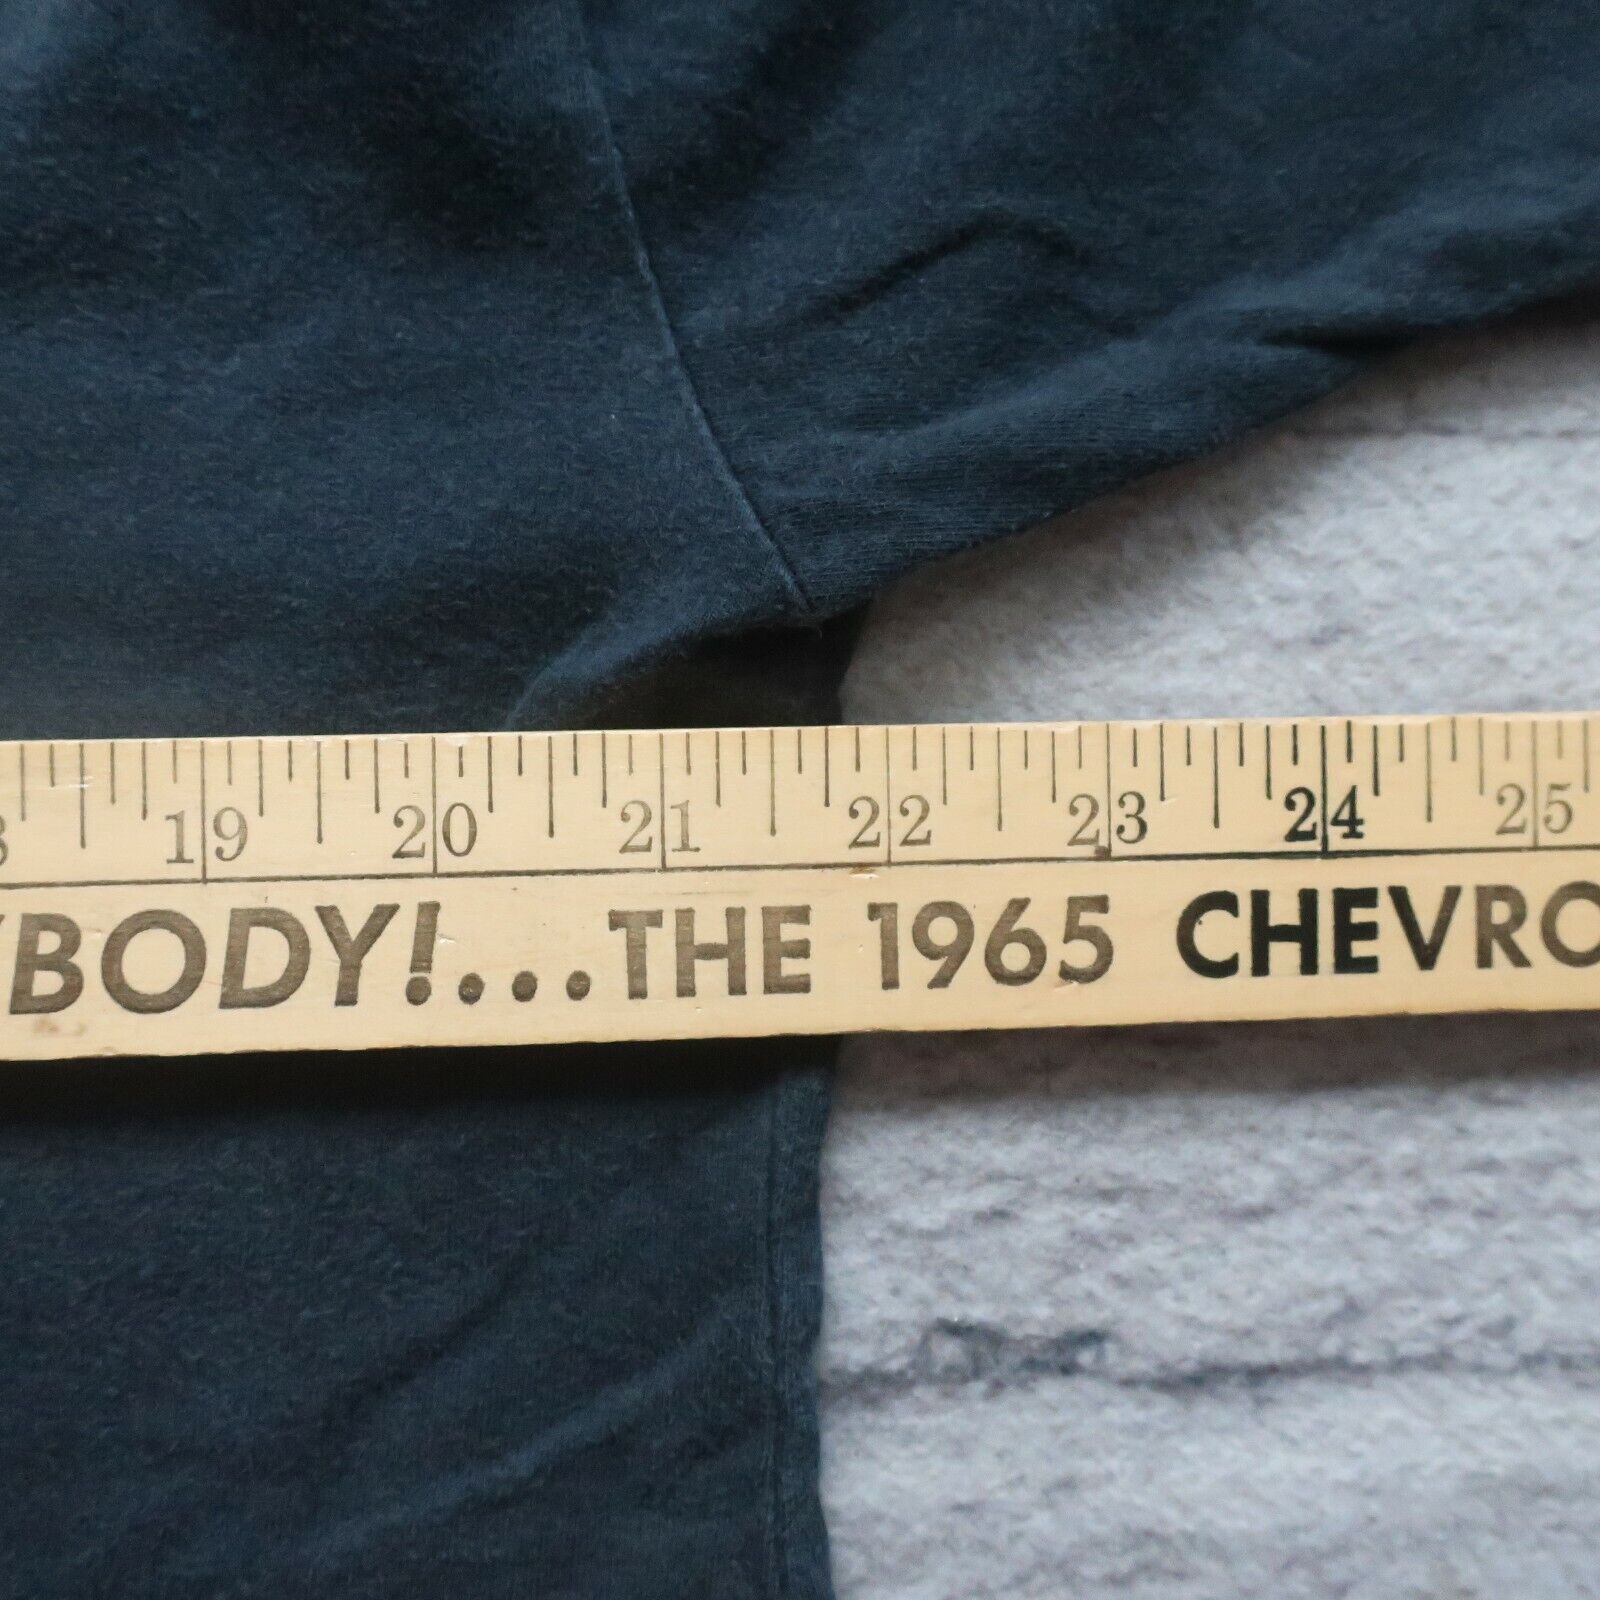 19 20 21 22 23 24 25
BODY!....THE 1965 CHEVRO